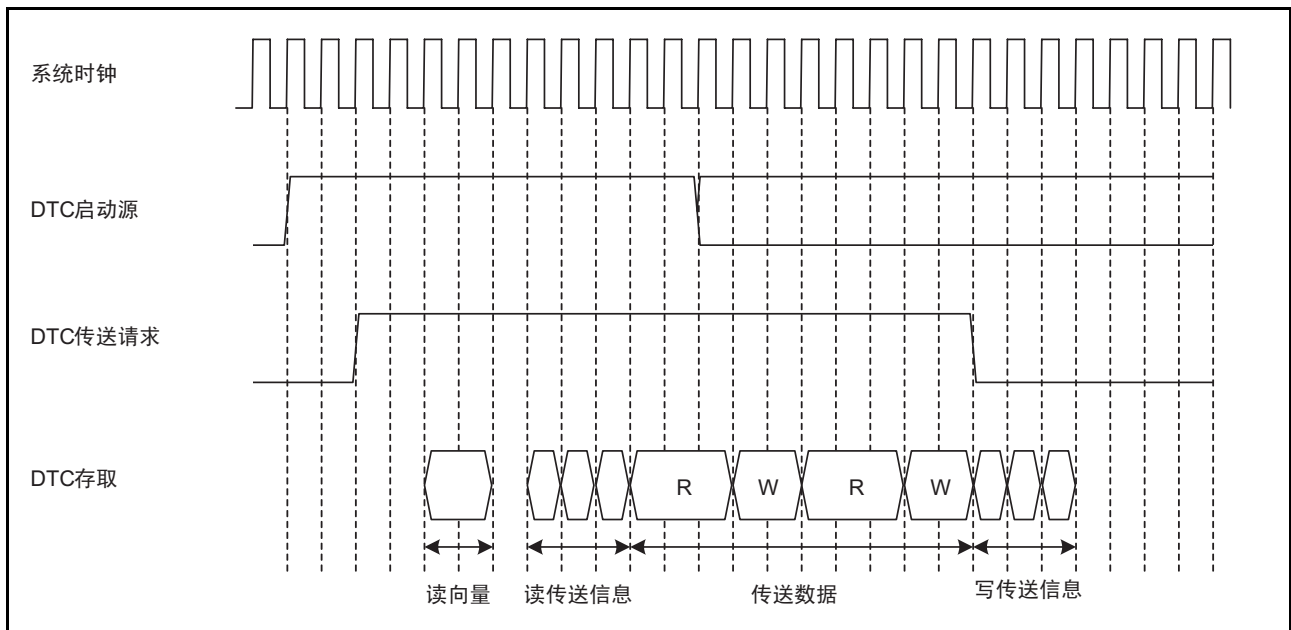 系统时钟
DTC启动源
DTC传送请求
DTC存取
R W R W
读向量 读传送信息 传送数据 写传送信息